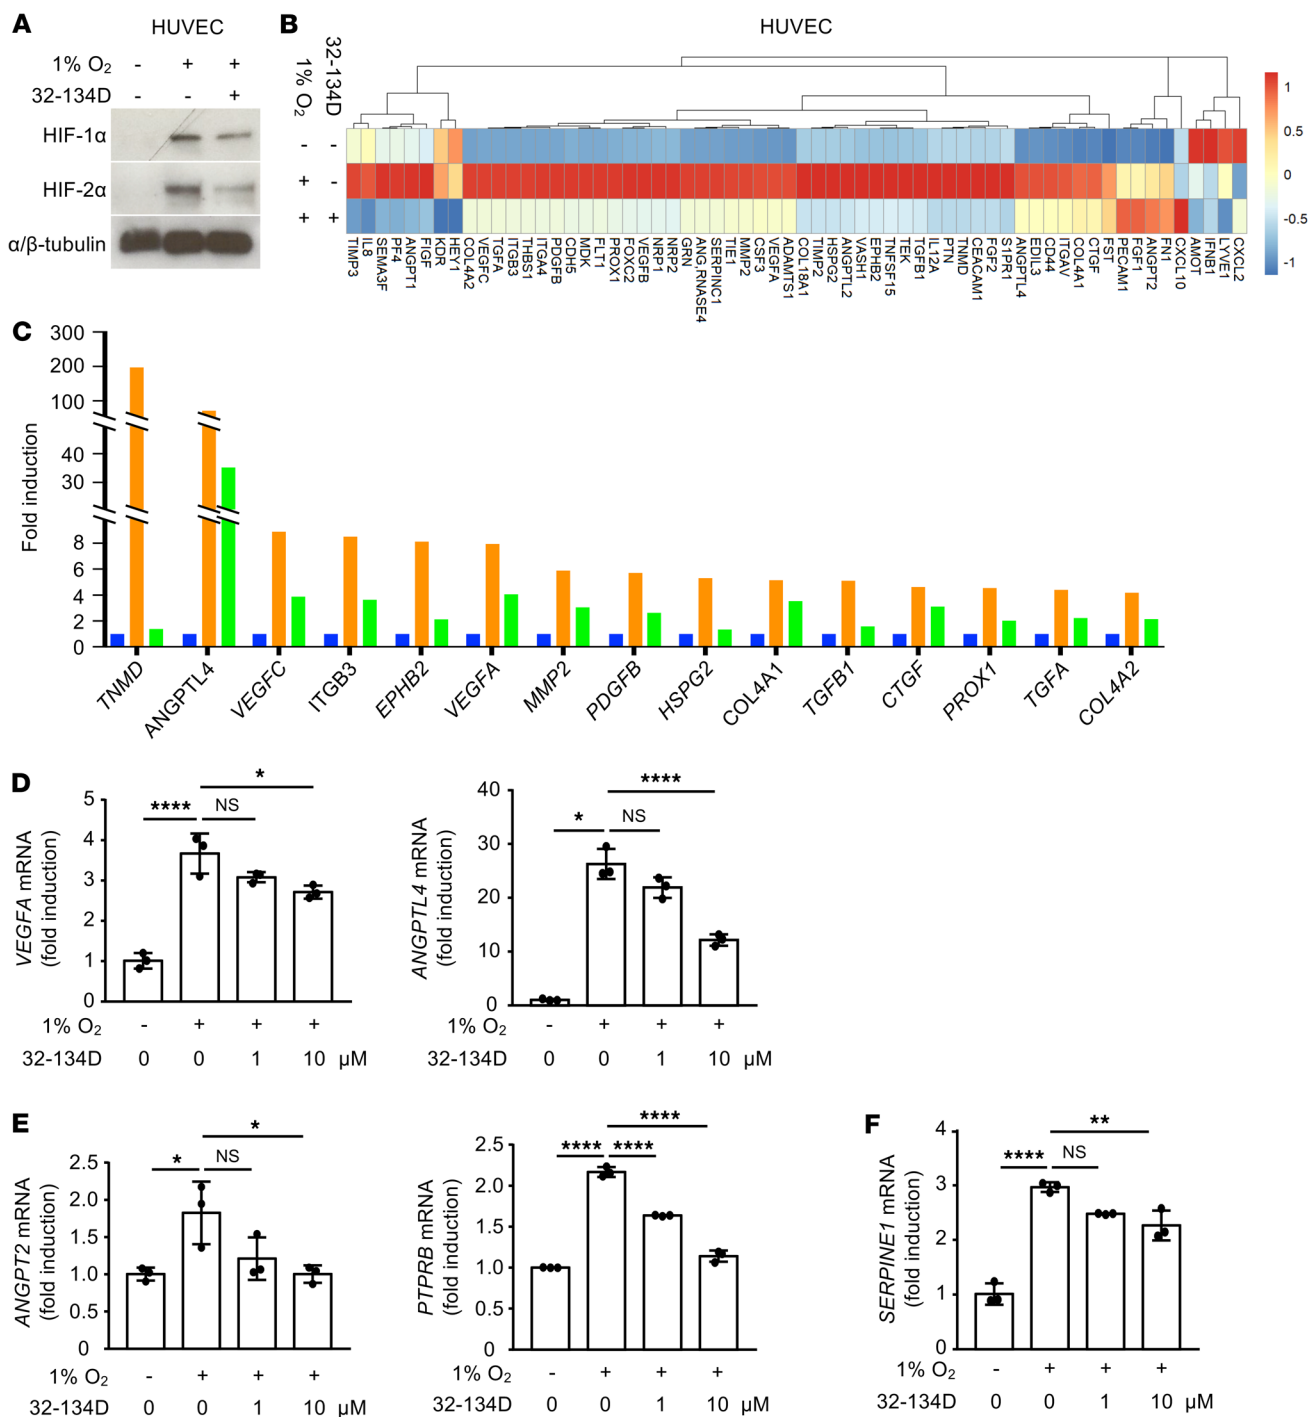 A
HUVEC
1% O₂ - + +
32-134D - - +
HIF-1α
HIF-2α
α/β-tubulin
B
HUVEC
32-134D
1% O₂
- -
+ -
+ +
1
0.5
0
-0.5
-1
TIMP3
IL8
SEMA3F
PF4
ANGPT1
FIGF
KDR
HEY1
COL4A2
VEGFC
TGFA
ITGB3
THBS1
ITGA4
PDGFB
CDH5
MDK
FLT1
PROX1
FOXC2
VEGFB
NRP1
NRP2
GRN
ANG,RNASE4
SERPINC1
TIE1
MMP2
CSF3
VEGFA
ADAMTS1
COL18A1
TIMP2
HSPG2
ANGPTL2
VASH1
EPHB2
TNFSF15
TEK
TGFB1
IL12A
PTN
TNMD
CEACAM1
FGF2
S1PR1
ANGPTL4
EDIL3
CD44
ITGAV
COL4A1
CTGF
FST
PECAM1
FGF1
ANGPT2
FN1
CXCL10
AMOT
IFNB1
LYVE1
CXCL2
C
Fold induction
300
200
100
40
30
8
6
4
2
0
TNMD
ANGPTL4
VEGFC
ITGB3
EPHB2
VEGFA
MMP2
PDGFB
HSPG2
COL4A1
TGFB1
CTGF
PROX1
TGFA
COL4A2
D
VEGFA mRNA
(fold induction)
5
4
3
2
1
0
*
**** NS
1% O₂ - + + +
32-134D 0 0 1 10 µM
ANGPTL4 mRNA
(fold induction)
40
30
20
10
0
****
* NS
1% O₂ - + + +
32-134D 0 0 1 10 µM
E
ANGPT2 mRNA
(fold induction)
2.5
2.0
1.5
1.0
0.5
0
*
* NS
1% O₂ - + + +
32-134D 0 0 1 10 µM
PTPRB mRNA
(fold induction)
2.5
2.0
1.5
1.0
0.5
0
****
**** ****
1% O₂ - + + +
32-134D 0 0 1 10 µM
F
SERPINE1 mRNA
(fold induction)
4
3
2
1
0
**
**** NS
1% O₂ - + + +
32-134D 0 0 1 10 µM